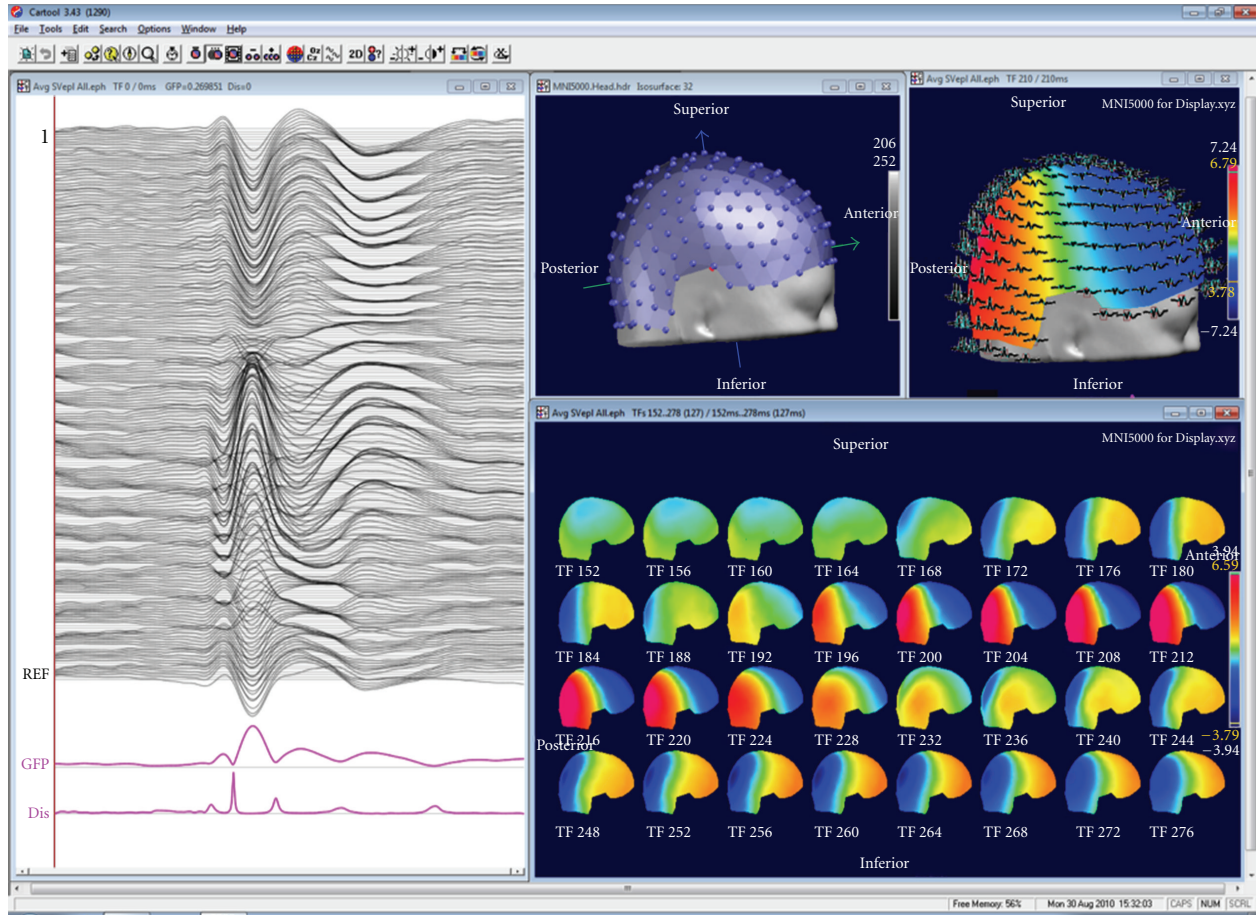 Cartool 3.43 (1290)
File Tools Edit Search Options Window Help
2D
Avg SVepl All.eph TF 0 / 0ms GFP=0.269851 Dis=0
1
REF
GFP
Dis
MNI5000.Head.hdr Isosurface: 32
Superior
206
252
Anterior
Posterior
Inferior
Avg SVepl All.eph TF 210 / 210ms
Superior
MNI5000 for Display.xyz
7.24
6.79
Anterior
Posterior
−7.24
Inferior
Avg SVepl All.eph TFs 152..278 (127) / 152ms..278ms (127ms)
MNI5000 for Display.xyz
Superior
TF 152 TF 156 TF 160 TF 164 TF 168 TF 172 TF 176 TF 180
Anterior
3.94
6.59
TF 184 TF 188 TF 192 TF 196 TF 200 TF 204 TF 208 TF 212
TF 216 TF 220 TF 224 TF 228 TF 232 TF 236 TF 240 TF 244
Posterior
−3.79
−3.94
TF 248 TF 252 TF 256 TF 260 TF 264 TF 268 TF 272 TF 276
Inferior
Free Memory: 56% Mon 30 Aug 2010 15:32:03 CAPS NUM SCRL